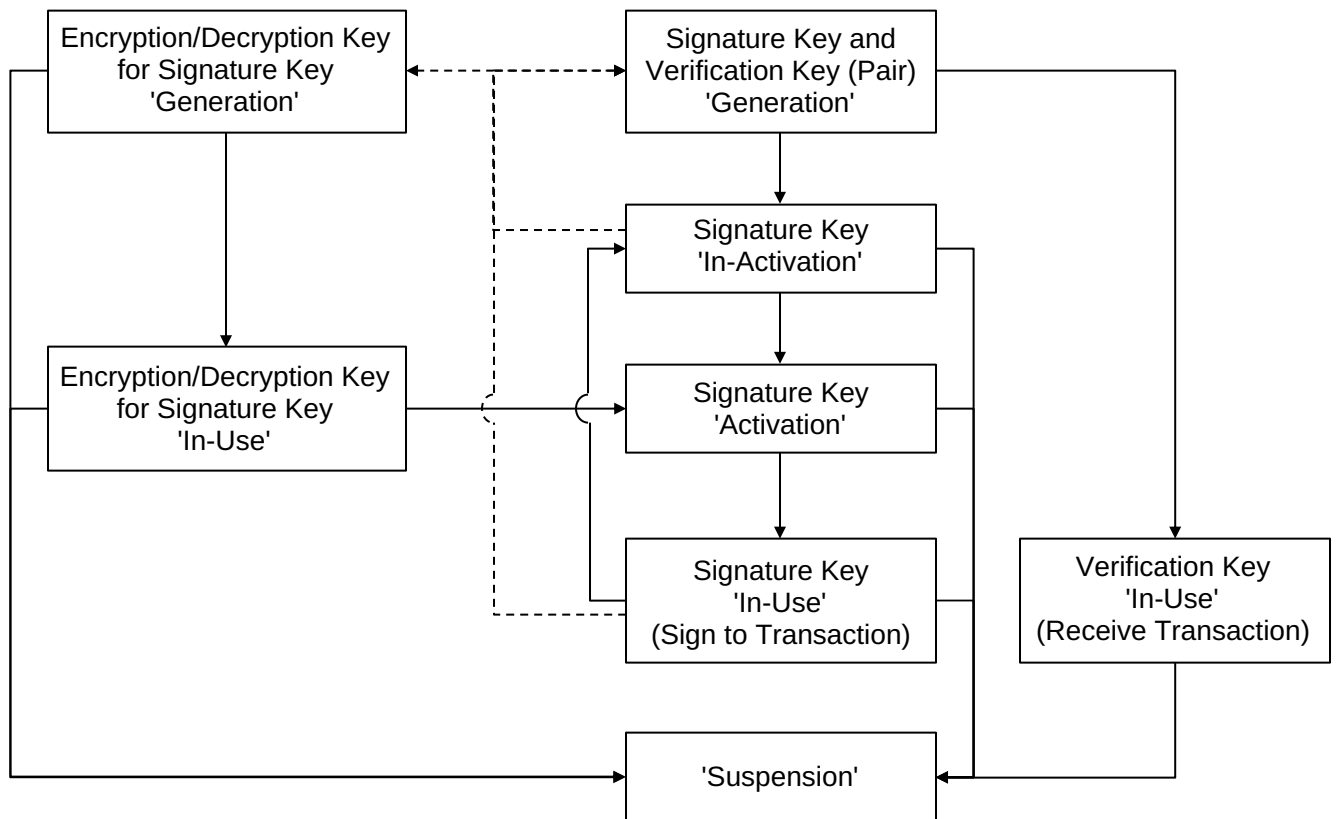 Encryption/Decryption Key
for Signature Key
'Generation'
Signature Key and
Verification Key (Pair)
'Generation'
Signature Key
'In-Activation'
Encryption/Decryption Key
for Signature Key
'In-Use'
Signature Key
'Activation'
Signature Key
'In-Use'
(Sign to Transaction)
Verification Key
'In-Use'
(Receive Transaction)
'Suspension'